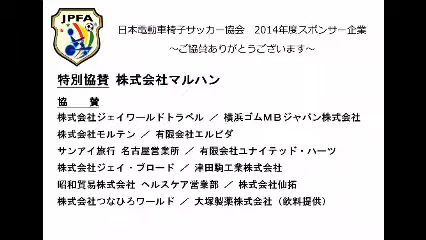 JPFA
日本電動車椅子サッカー協会　2014年度スポンサー企業
～ご協賛ありがとうございます～
特別協賛 株式会社マルハン
協　　賛
株式会社ジェイワールドトラベル ／ 横浜ゴムＭＢジャパン株式会社
株式会社モルテン ／ 有限会社エルビダ
サンアイ旅行 名古屋営業所 ／ 有限会社ユナイテッド・ハーツ
株式会社ジェイ・ブロード ／ 津田駒工業株式会社
昭和貿易株式会社 ヘルスケア営業部 ／ 株式会社仙拓
株式会社つなひろワールド ／ 大塚製薬株式会社（飲料提供）